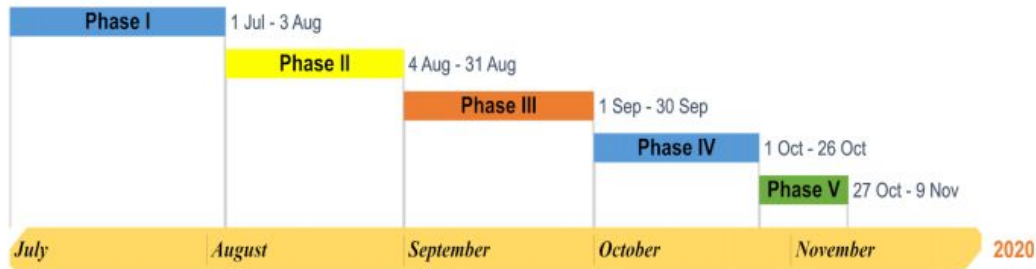 Phase I 1 Jul - 3 Aug
Phase II 4 Aug - 31 Aug
Phase III 1 Sep - 30 Sep
Phase IV 1 Oct - 26 Oct
Phase V 27 Oct - 9 Nov
July August September October November 2020